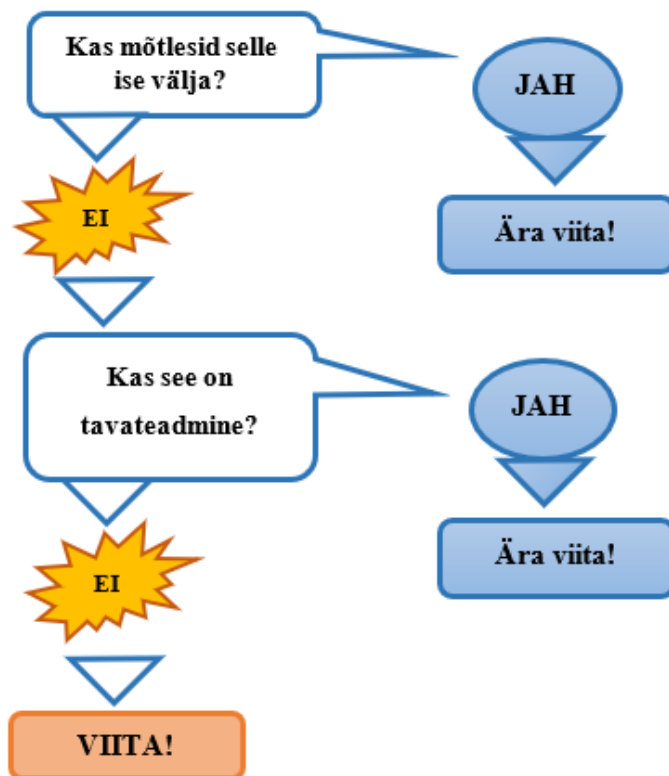 Kas mõtlesid selle
ise välja?
JAH
EI
Ära viita!
Kas see on
tavateadmine?
JAH
EI
Ära viita!
VIITA!